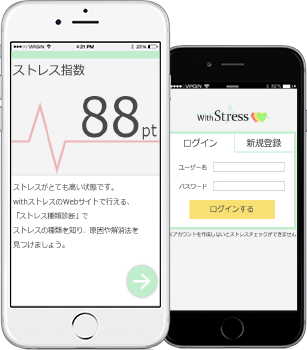 VIRGIN 4:21 PM 22%
ストレス指数
88pt
ストレスがとても高い状態です。
withストレスのWebサイトで行える、
「ストレス種類診断」で
ストレスの種類を知り、原因や解消法を
見つけましょう。
VIRGIN
22%
With Stress
ログイン 新規登録
ユーザー名
パスワード
ログインする
アカウントを作成しないとストレスチェックができません